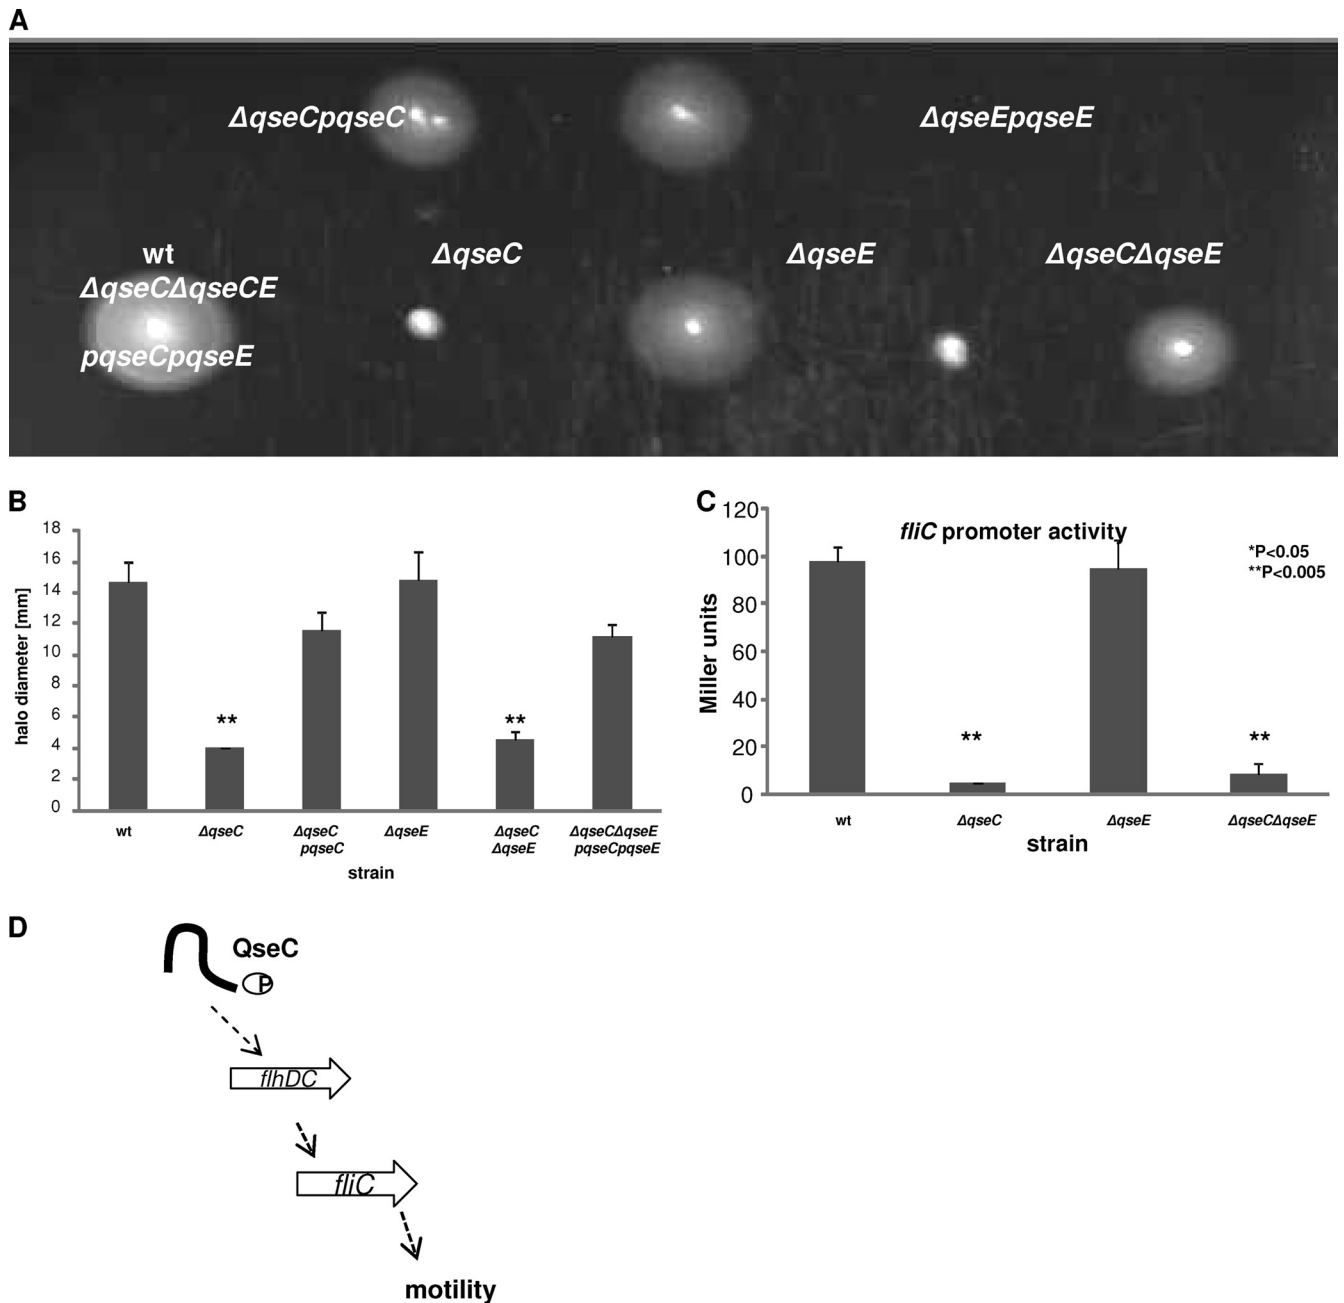 A
ΔqseCpqseC
ΔqseEpqseE
wt
ΔqseC
ΔqseE
ΔqseCΔqseE
ΔqseCΔqseCE
pqseCpqseE
B
18
16
14
12
10
8
6
4
2
0
halo diameter [mm]
**
**
wt
ΔqseC
ΔqseC
pqseC
ΔqseE
ΔqseC
ΔqseE
ΔqseCΔqseE
pqseCpqseE
strain
C
120
100
80
60
40
20
0
Miller units
fliC promoter activity
*P<0.05
**P<0.005
**
**
wt
ΔqseC
ΔqseE
ΔqseCΔqseE
strain
D
QseC
P
flhDC
fliC
motility